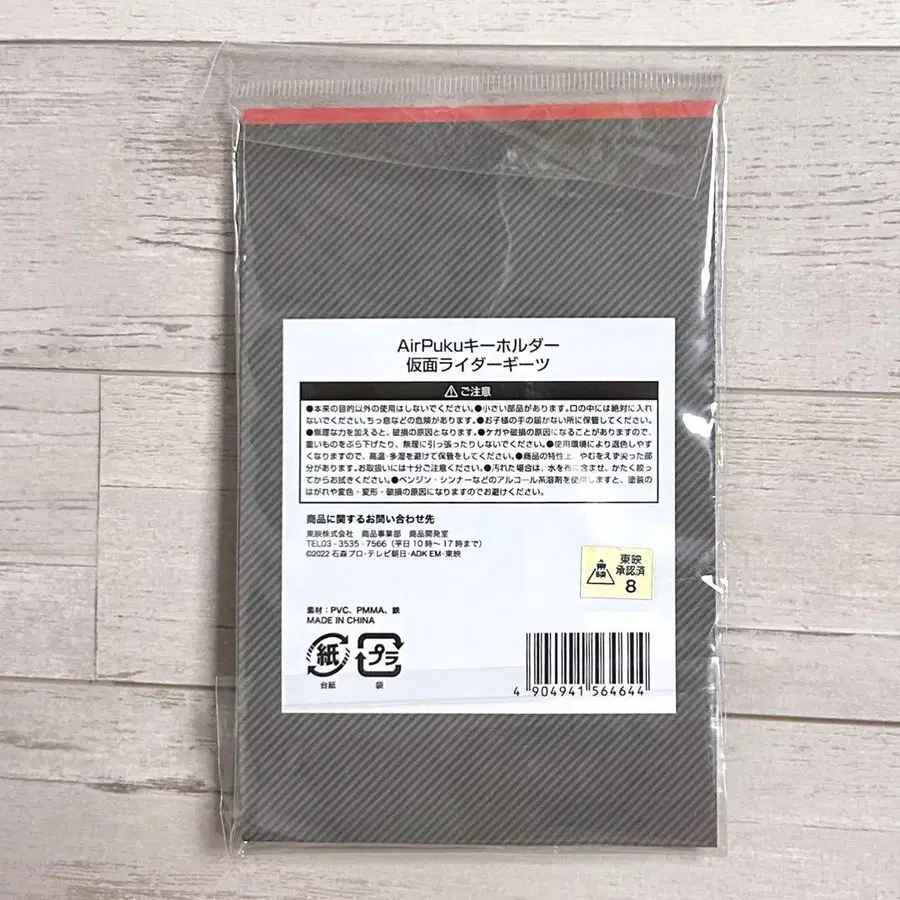 AirPukuキーホルダー
仮面ライダーギーツ
ご注意
●本来の目的以外の使用はしないでください。●小さい部品があります。口の中には絶対に入れ
ないでください。ちっ息などの危険があります。●お子様の手の届かない所に保管してください。
●無理な力を加えると、破損の原因となります。●ケガや破損の原因になることがありますので、
重いものをぶら下げたり、無理に引っ張ったりしないでください。●使用環境により退色しやす
くなりますので、高温・多湿を避けて保管をしてください。●商品の特性上、やむをえず尖った部
分があります。お取扱いには十分ご注意ください。●汚れた場合は、水を布に含ませ、かたく絞っ
てからお拭きください。●ベンジン・シンナーなどのアルコール系溶剤を使用しますと、塗装の
はがれや変色・変形・破損の原因になりますのでお避けください。
商品に関するお問い合わせ先
東映株式会社 商品事業部 商品開発室
TEL03-3535-7566（平日10時〜17時まで）
©2022 石森プロ・テレビ朝日・ADK EM・東映
東映
東映
承認済
8
素材：PVC、PMMA、鉄
MADE IN CHINA
紙
プラ
台紙
袋
4 904941 564644